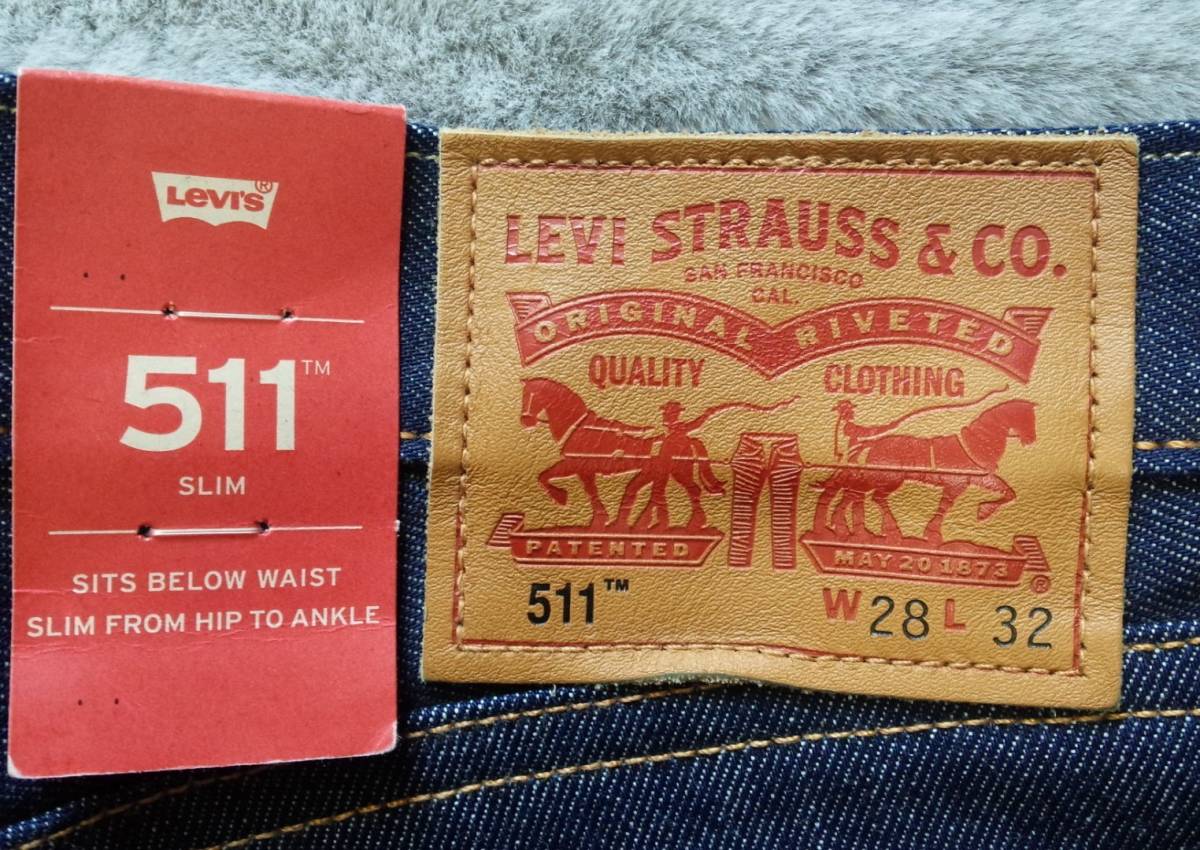 LEVI'S®
511™
SLIM
SITS BELOW WAIST
SLIM FROM HIP TO ANKLE
LEVI STRAUSS & CO.
SAN FRANCISCO
CAL.
ORIGINAL RIVETED
QUALITY CLOTHING
PATENTED MAY 20 1873 ®
511™ W 28 L 32